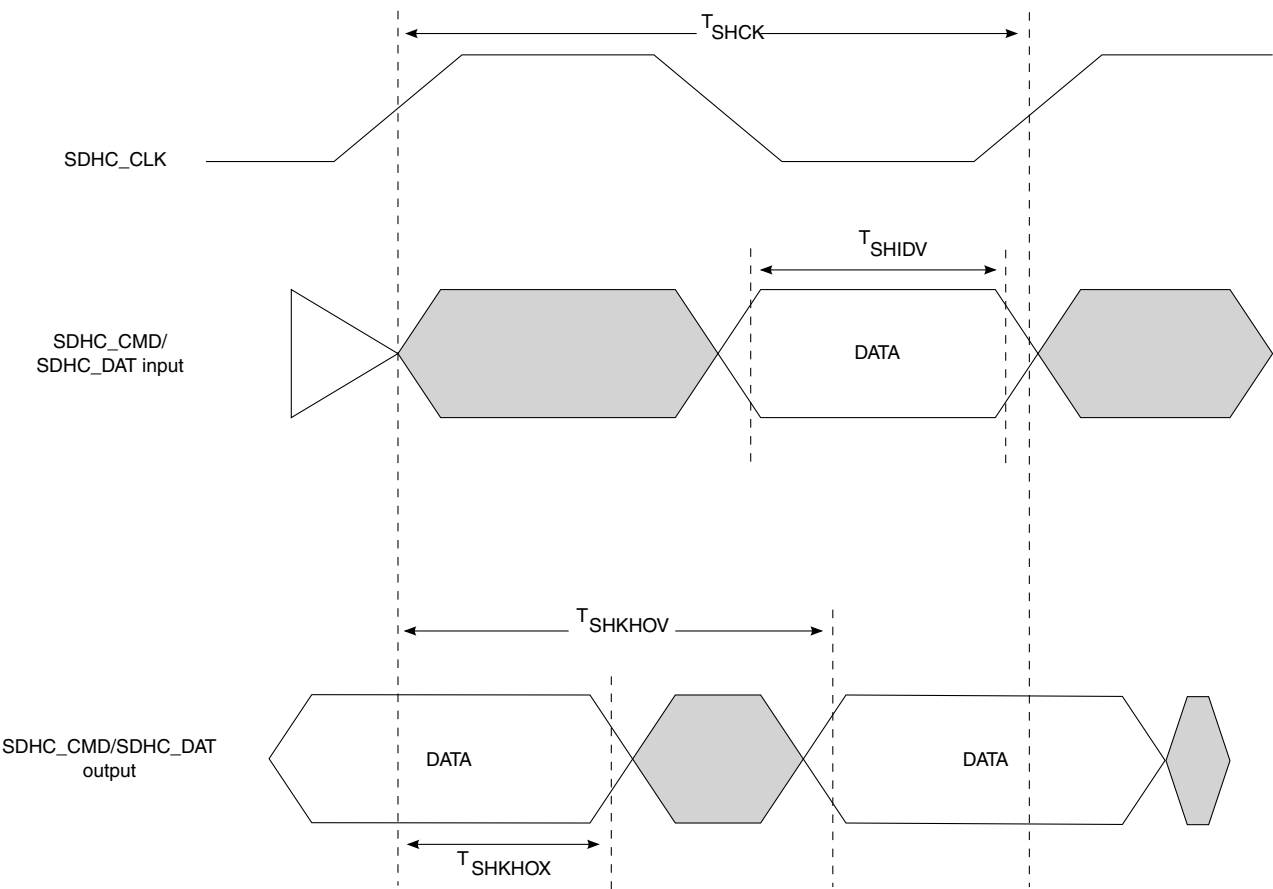 TSHCK
SDHC_CLK
TSHIDV
SDHC_CMD/
SDHC_DAT input
DATA
TSHKHOV
SDHC_CMD/SDHC_DAT
output
DATA
DATA
TSHKHOX